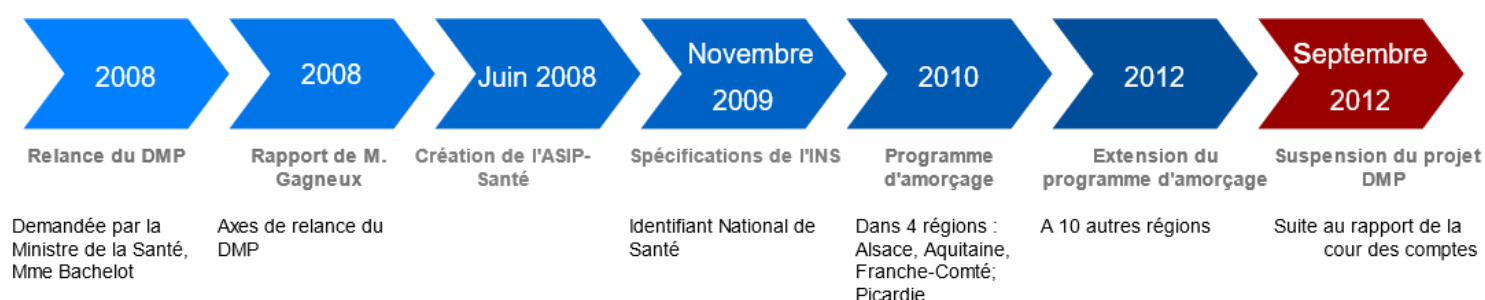 2008
Relance du DMP
Demandée par la
Ministre de la Santé,
Mme Bachelot
2008
Rapport de M.
Gagneux
Axes de relance du
DMP
Juin 2008
Création de l'ASIP-
Santé
Novembre
2009
Spécifications de l'INS
Identifiant National de
Santé
2010
Programme
d'amorçage
Dans 4 régions :
Alsace, Aquitaine,
Franche-Comté;
Picardie
2012
Extension du
programme d'amorçage
A 10 autres régions
Septembre
2012
Suspension du projet
DMP
Suite au rapport de la
cour des comptes